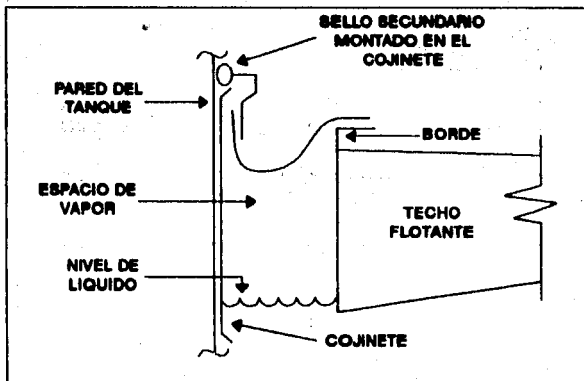 SELLO SECUNDARIO
MONTADO EN EL
COJINETE
PARED DEL
TANQUE
BORDE
ESPACIO DE
VAPOR
TECHO
FLOTANTE
NIVEL DE
LIQUIDO
COJINETE